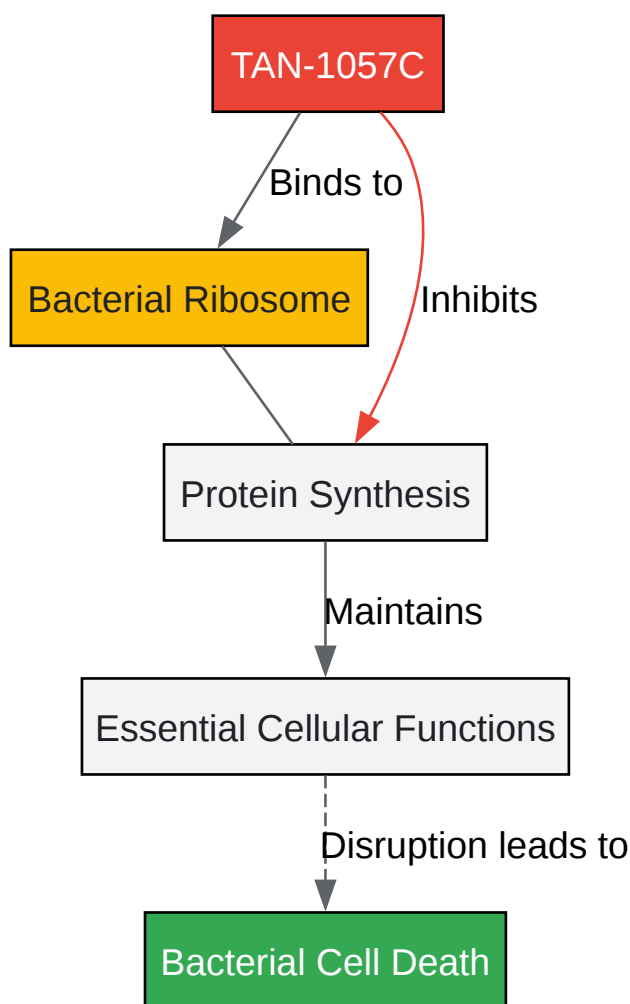 TAN-1057C
Binds to
Bacterial Ribosome
Inhibits
Protein Synthesis
Maintains
Essential Cellular Functions
Disruption leads to
Bacterial Cell Death